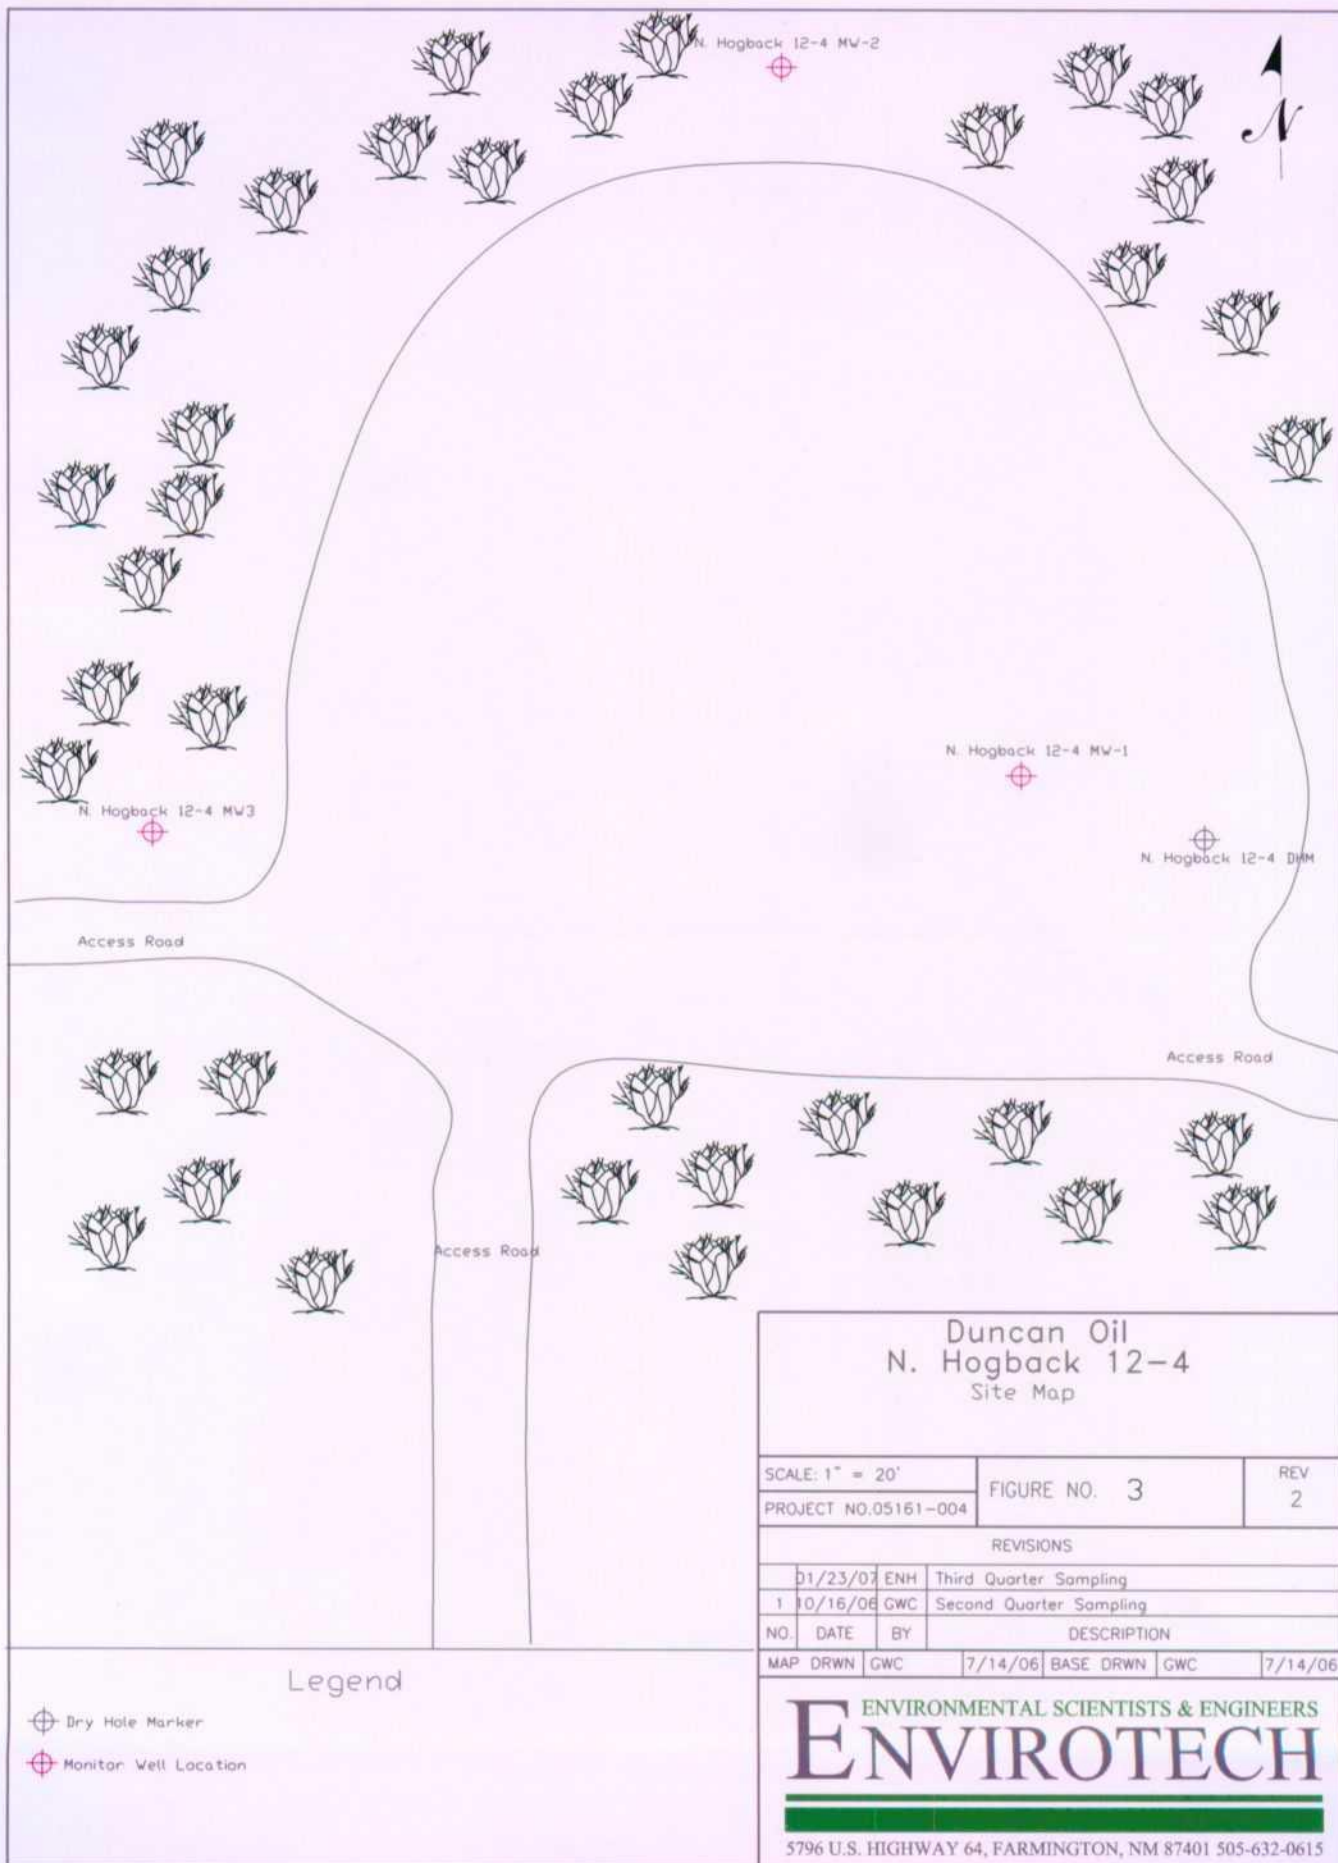 N. Hogback 12-4 MW-2
N
N. Hogback 12-4 MW-1
N. Hogback 12-4 MW3
N. Hogback 12-4 DHM
Access Road
Access Road
Access Road
Duncan Oil
N. Hogback 12-4
Site Map
SCALE: 1" = 20'
FIGURE NO. 3
REV
2
PROJECT NO.05161-004
REVISIONS
01/23/07 ENH Third Quarter Sampling
1 10/16/06 GWC Second Quarter Sampling
NO. DATE BY DESCRIPTION
MAP DRWN GWC 7/14/06 BASE DRWN GWC 7/14/06
Legend
Dry Hole Marker
Monitor Well Location
ENVIRONMENTAL SCIENTISTS & ENGINEERS
ENVIROTECH
5796 U.S. HIGHWAY 64, FARMINGTON, NM 87401 505-632-0615